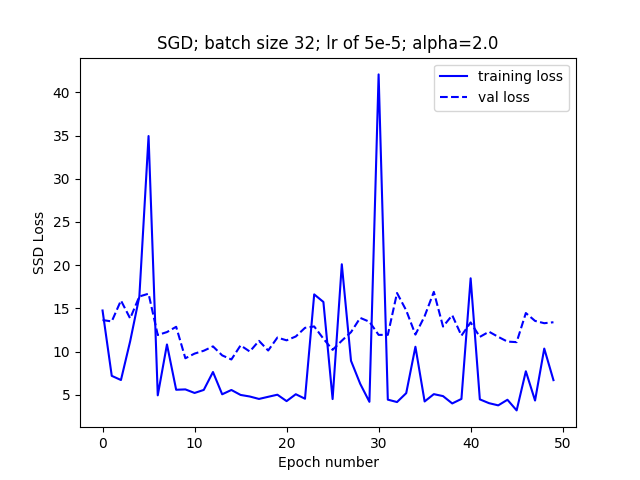 SGD; batch size 32; lr of 5e-5; alpha=2.0
training loss
val loss
40
35
30
25
20
15
10
5
SSD Loss
0 10 20 30 40 50
Epoch number